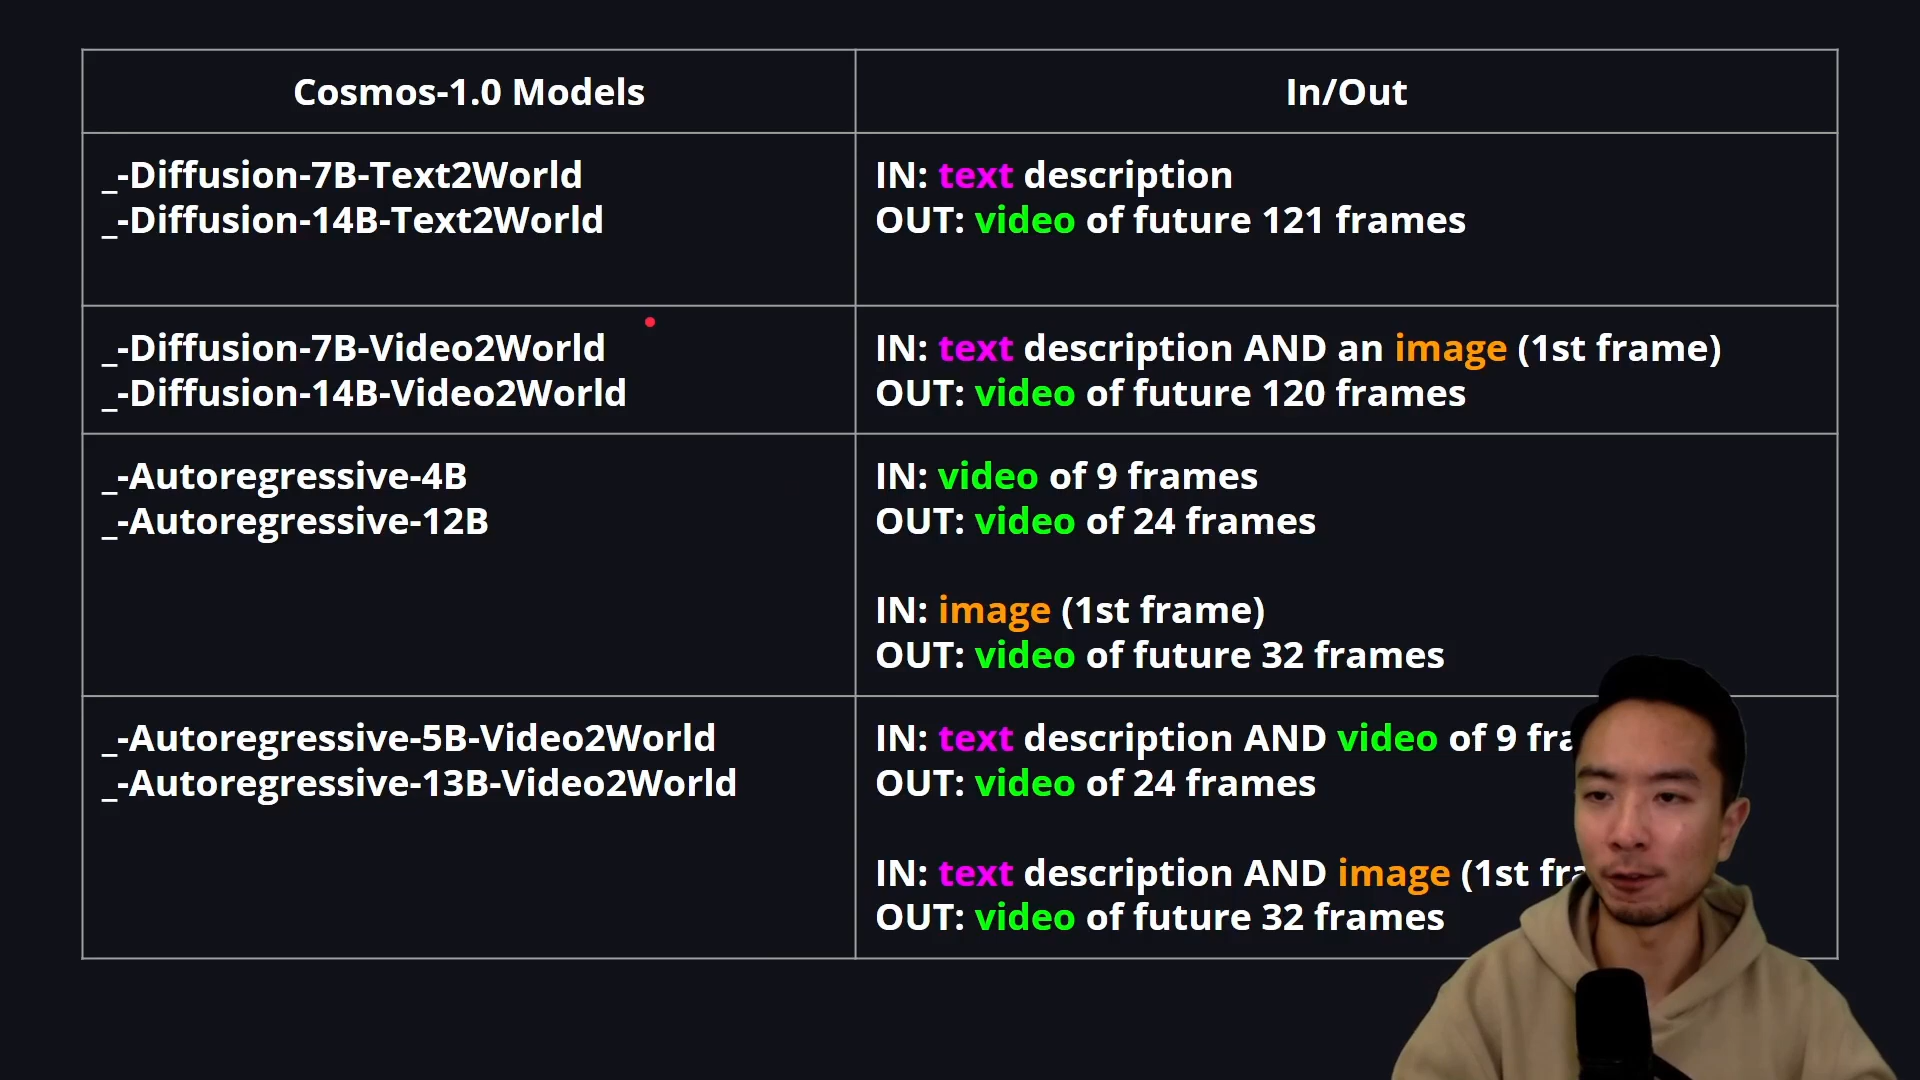 Cosmos-1.0 Models
In/Out
_-Diffusion-7B-Text2World
_-Diffusion-14B-Text2World
IN: text description
OUT: video of future 121 frames
_-Diffusion-7B-Video2World
_-Diffusion-14B-Video2World
IN: text description AND an image (1st frame)
OUT: video of future 120 frames
_-Autoregressive-4B
_-Autoregressive-12B
IN: video of 9 frames
OUT: video of 24 frames
IN: image (1st frame)
OUT: video of future 32 frames
_-Autoregressive-5B-Video2World
_-Autoregressive-13B-Video2World
IN: text description AND video of 9
OUT: video of 24 frames
IN: text description AND image (1st
OUT: video of future 32 frames